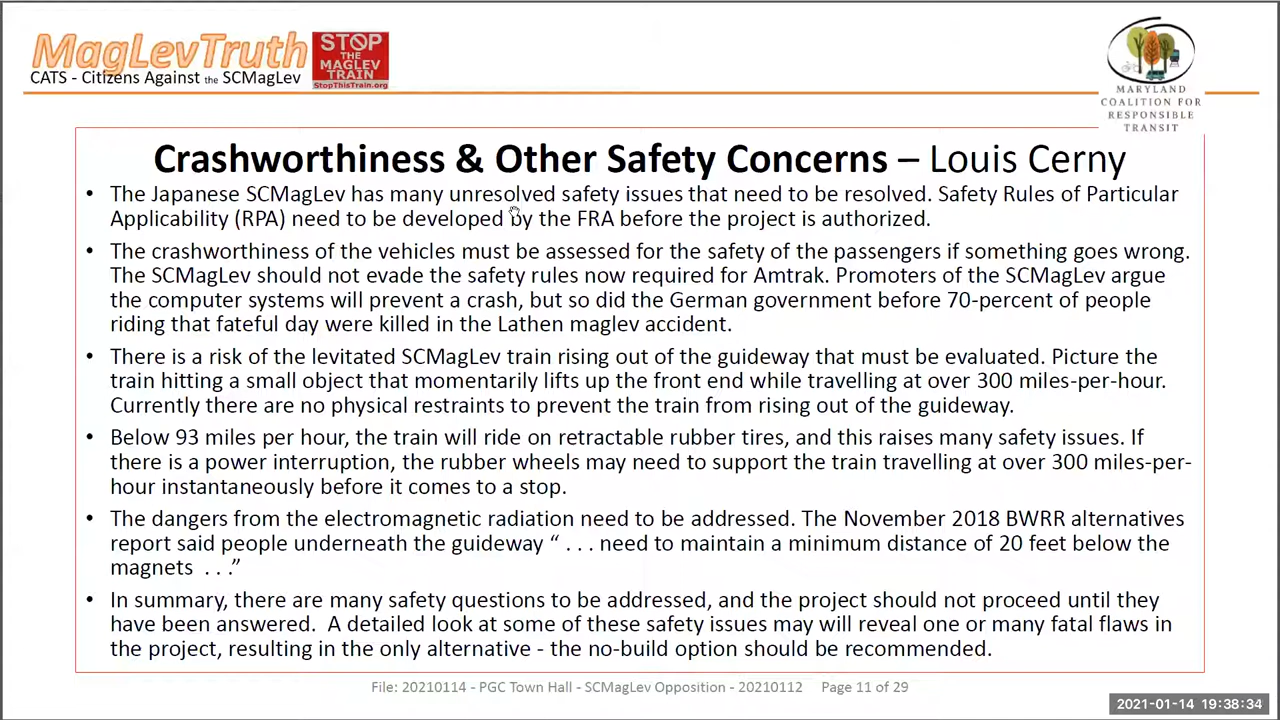 MagLevTruth
CATS - Citizens Against the SCMagLev
STOP
THE
MAGLEV
TRAIN
StopThisTrain.org
MARYLAND
COALITION FOR
RESPONSIBLE
TRANSIT
Crashworthiness & Other Safety Concerns – Louis Cerny
• The Japanese SCMagLev has many unresolved safety issues that need to be resolved. Safety Rules of Particular
Applicability (RPA) need to be developed by the FRA before the project is authorized.
• The crashworthiness of the vehicles must be assessed for the safety of the passengers if something goes wrong.
The SCMagLev should not evade the safety rules now required for Amtrak. Promoters of the SCMagLev argue
the computer systems will prevent a crash, but so did the German government before 70-percent of people
riding that fateful day were killed in the Lathen maglev accident.
• There is a risk of the levitated SCMagLev train rising out of the guideway that must be evaluated. Picture the
train hitting a small object that momentarily lifts up the front end while travelling at over 300 miles-per-hour.
Currently there are no physical restraints to prevent the train from rising out of the guideway.
• Below 93 miles per hour, the train will ride on retractable rubber tires, and this raises many safety issues. If
there is a power interruption, the rubber wheels may need to support the train travelling at over 300 miles-per-
hour instantaneously before it comes to a stop.
• The dangers from the electromagnetic radiation need to be addressed. The November 2018 BWRR alternatives
report said people underneath the guideway “ . . . need to maintain a minimum distance of 20 feet below the
magnets . . .”
• In summary, there are many safety questions to be addressed, and the project should not proceed until they
have been answered. A detailed look at some of these safety issues may will reveal one or many fatal flaws in
the project, resulting in the only alternative - the no-build option should be recommended.
File: 20210114 - PGC Town Hall - SCMagLev Opposition - 20210112 Page 11 of 29
2021-01-14 19:38:34